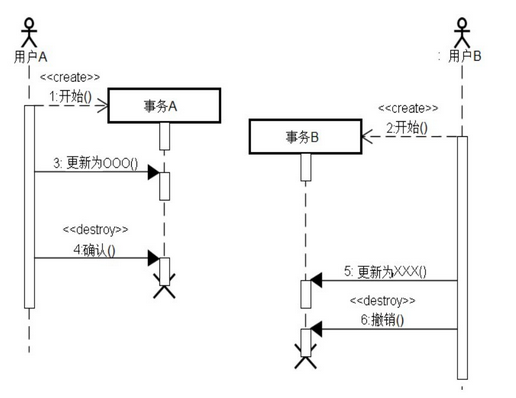 用户A
: 用户B
<<create>>
1:开始()
事务A
<<create>>
2:开始()
事务B
3: 更新为OOO()
<<destroy>>
4:确认()
5: 更新为XXX()
<<destroy>>
6:撤销()